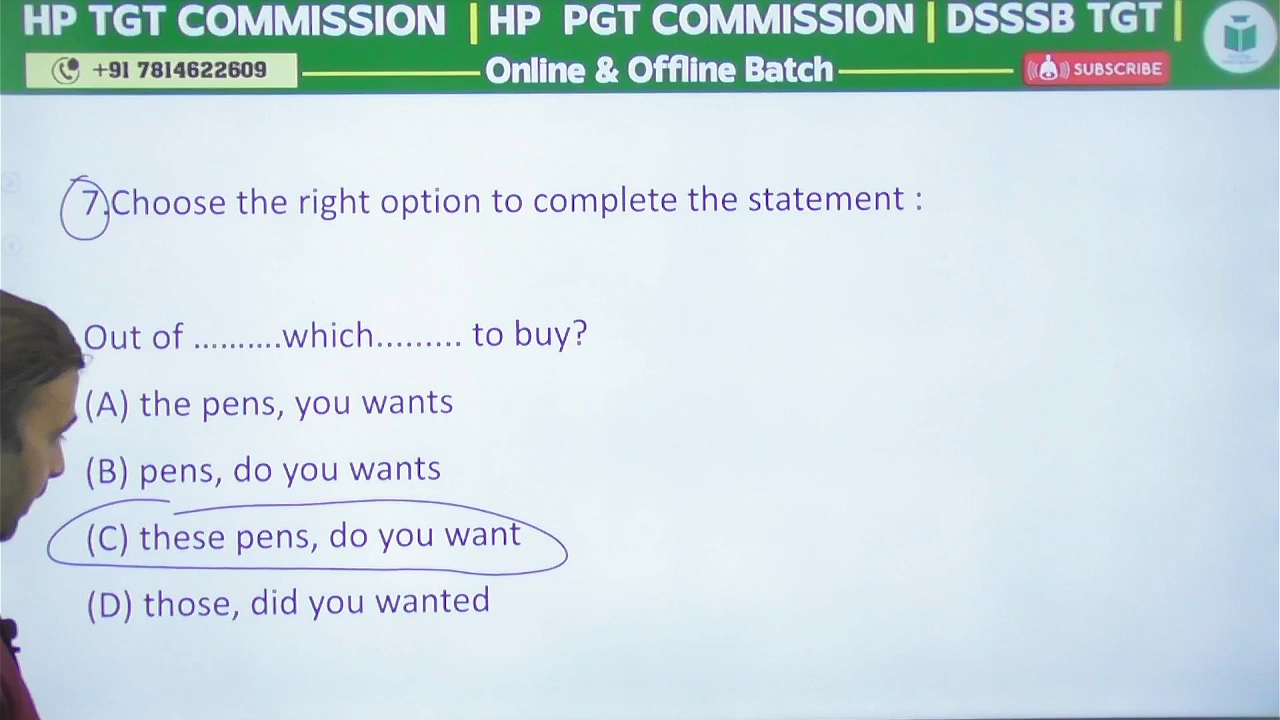 HP TGT COMMISSION | HP PGT COMMISSION | DSSSB TGT |
+91 7814622609 Online & Offline Batch SUBSCRIBE
7.Choose the right option to complete the statement :
Out of ..........which......... to buy?
(A) the pens, you wants
(B) pens, do you wants
(C) these pens, do you want
(D) those, did you wanted